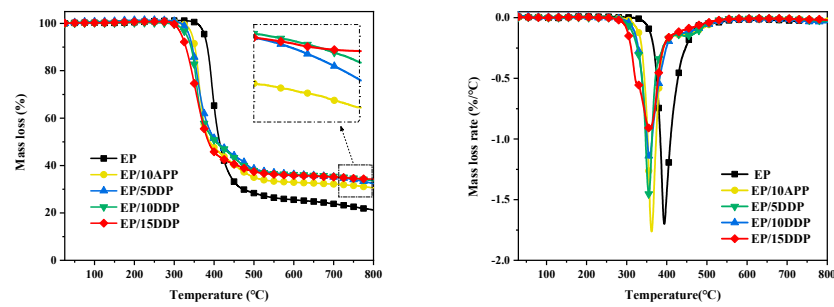 Mass loss (%)
100
80
60
40
20
0
EP
EP/10APP
EP/5DDP
EP/10DDP
EP/15DDP
100 200 300 400 500 600 700 800
Temperature (℃)
Mass loss rate (%/℃)
0.0
-0.5
-1.0
-1.5
-2.0
EP
EP/10APP
EP/5DDP
EP/10DDP
EP/15DDP
100 200 300 400 500 600 700 800
Temperature(℃)